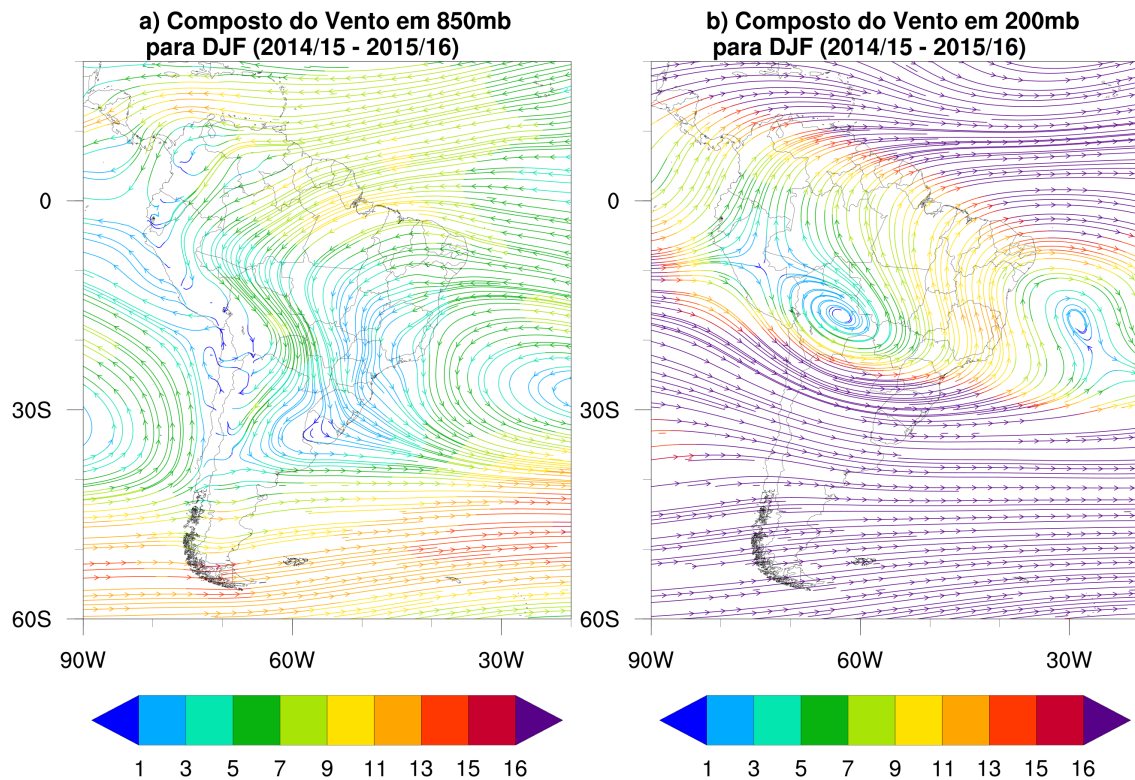 a) Composto do Vento em 850mb
para DJF (2014/15 - 2015/16)
0
30S
60S
90W 60W 30W
1 3 5 7 9 11 13 15 16
b) Composto do Vento em 200mb
para DJF (2014/15 - 2015/16)
0
30S
60S
90W 60W 30W
1 3 5 7 9 11 13 15 16